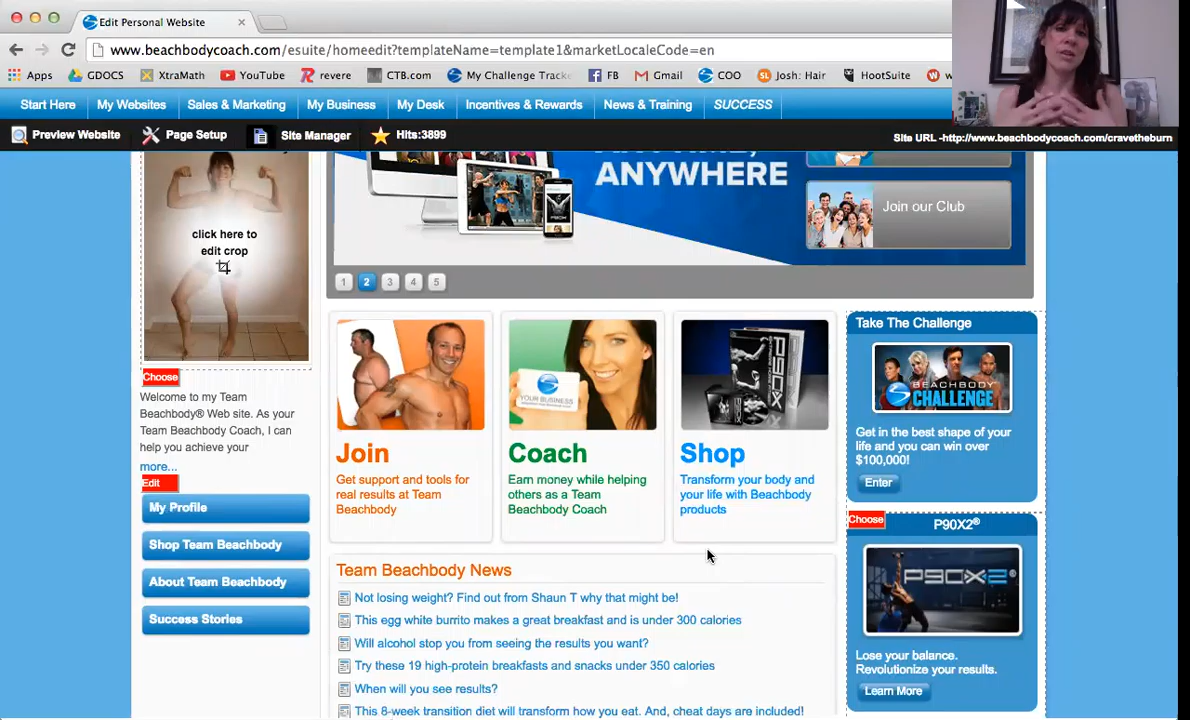 Edit Personal Website
www.beachbodycoach.com/esuite/homeedit?templateName=template1&marketLocaleCode=en
Apps GDOCS XtraMath YouTube revere CTB.com My Challenge Tracke FB Gmail COO Josh: Hair HootSuite w
Start Here My Websites Sales & Marketing My Business My Desk Incentives & Rewards News & Training SUCCESS
Preview Website Page Setup Site Manager Hits:3899 Site URL -http://www.beachbodycoach.com/cravetheburn
ANYWHERE
Join our Club
click here to
edit crop
1 2 3 4 5
Choose
Welcome to my Team
Beachbody® Web site. As your
Team Beachbody Coach, I can
help you achieve your
more...
Edit
My Profile
Shop Team Beachbody
About Team Beachbody
Success Stories
Join
Get support and tools for
real results at Team
Beachbody
YOUR BUSINESS
Coach
Earn money while helping
others as a Team
Beachbody Coach
P90X
Shop
Transform your body and
your life with Beachbody
products
Team Beachbody News
Not losing weight? Find out from Shaun T why that might be!
This egg white burrito makes a great breakfast and is under 300 calories
Will alcohol stop you from seeing the results you want?
Try these 19 high-protein breakfasts and snacks under 350 calories
When will you see results?
This 8-week transition diet will transform how you eat. And, cheat days are included!
Take The Challenge
BEACHBODY
CHALLENGE
Get in the best shape of your
life and you can win over
$100,000!
Enter
Choose
P90X2®
P90X2®
Lose your balance.
Revolutionize your results.
Learn More